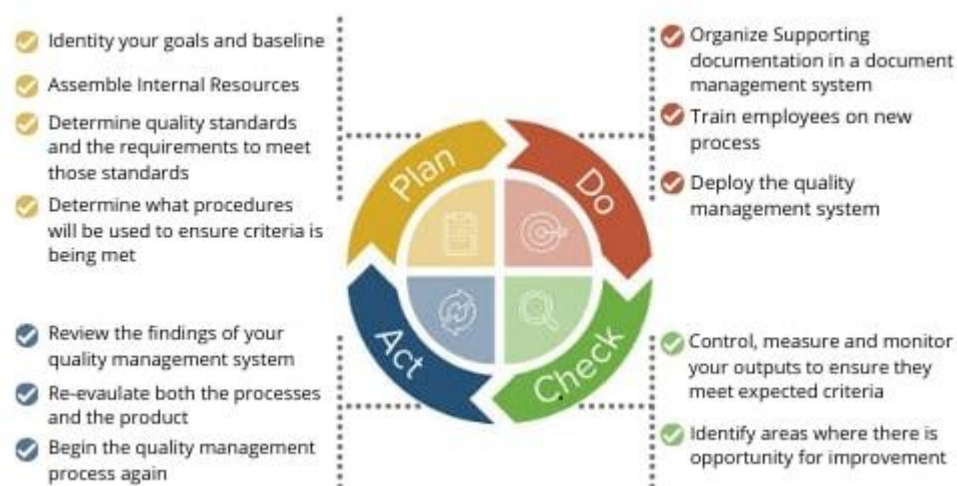 Identity your goals and baseline
Assemble Internal Resources
Determine quality standards
and the requirements to meet
those standards
Determine what procedures
will be used to ensure criteria is
being met
Organize Supporting
documentation in a document
management system
Train employees on new
process
Deploy the quality
management system
Plan
Do
Act
Check
Review the findings of your
quality management system
Re-evaulate both the processes
and the product
Begin the quality management
process again
Control, measure and monitor
your outputs to ensure they
meet expected criteria
Identify areas where there is
opportunity for improvement